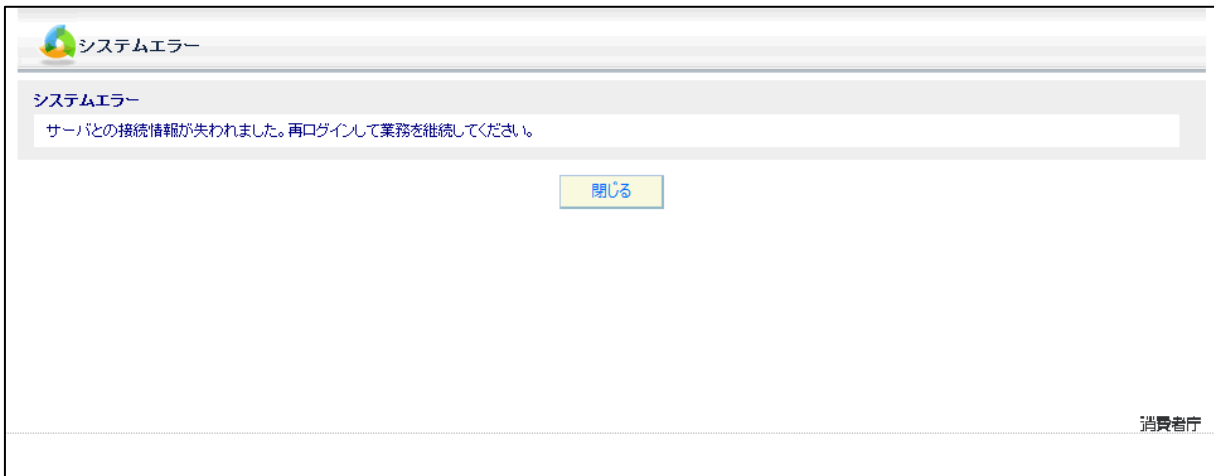 システムエラー
システムエラー
サーバとの接続情報が失われました。再ログインして業務を継続してください。
閉じる
消費者庁